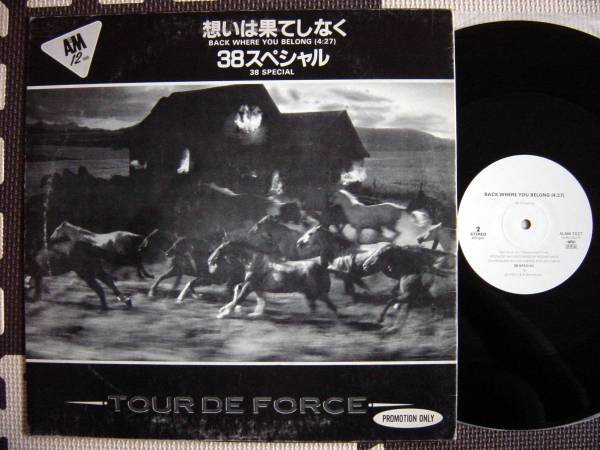 AM
12 inch
想いは果てしなく
BACK WHERE YOU BELONG (4:27)
38スペシャル
38 SPECIAL
TOUR DE FORCE
PROMOTION ONLY
BACK WHERE YOU BELONG (4:27)
2
STEREO
38 SPECIAL